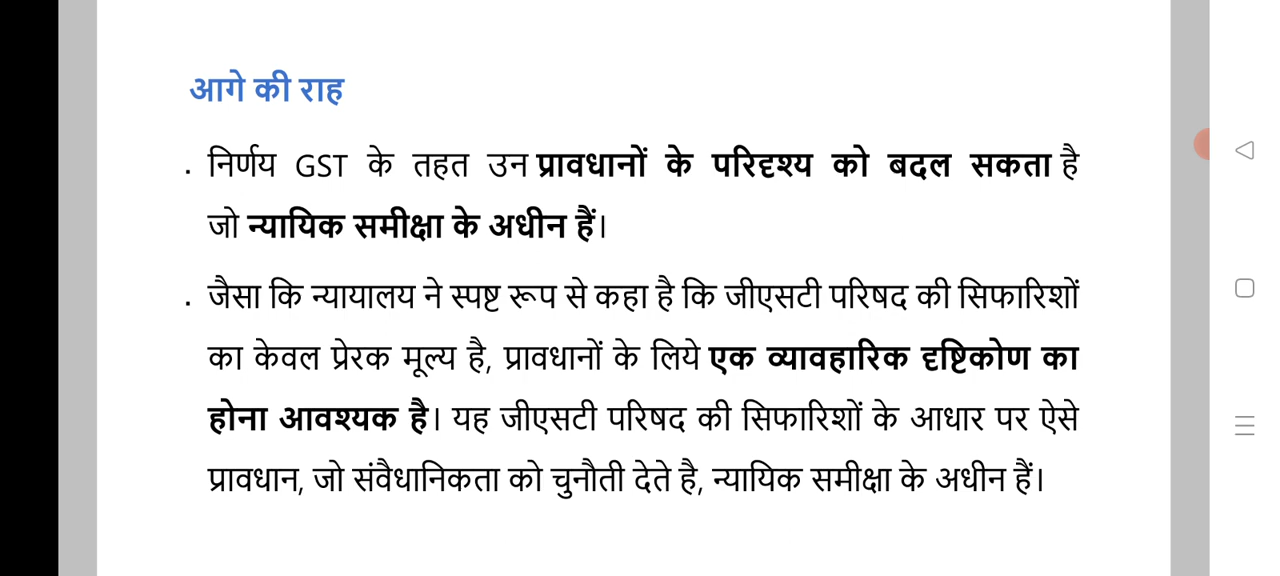 आगे की राह
. निर्णय GST के तहत उन प्रावधानों के परिदृश्य को बदल सकता है
जो न्यायिक समीक्षा के अधीन हैं।
. जैसा कि न्यायालय ने स्पष्ट रूप से कहा है कि जीएसटी परिषद की सिफारिशों
का केवल प्रेरक मूल्य है, प्रावधानों के लिये एक व्यावहारिक दृष्टिकोण का
होना आवश्यक है। यह जीएसटी परिषद की सिफारिशों के आधार पर ऐसे
प्रावधान, जो संवैधानिकता को चुनौती देते है, न्यायिक समीक्षा के अधीन हैं।